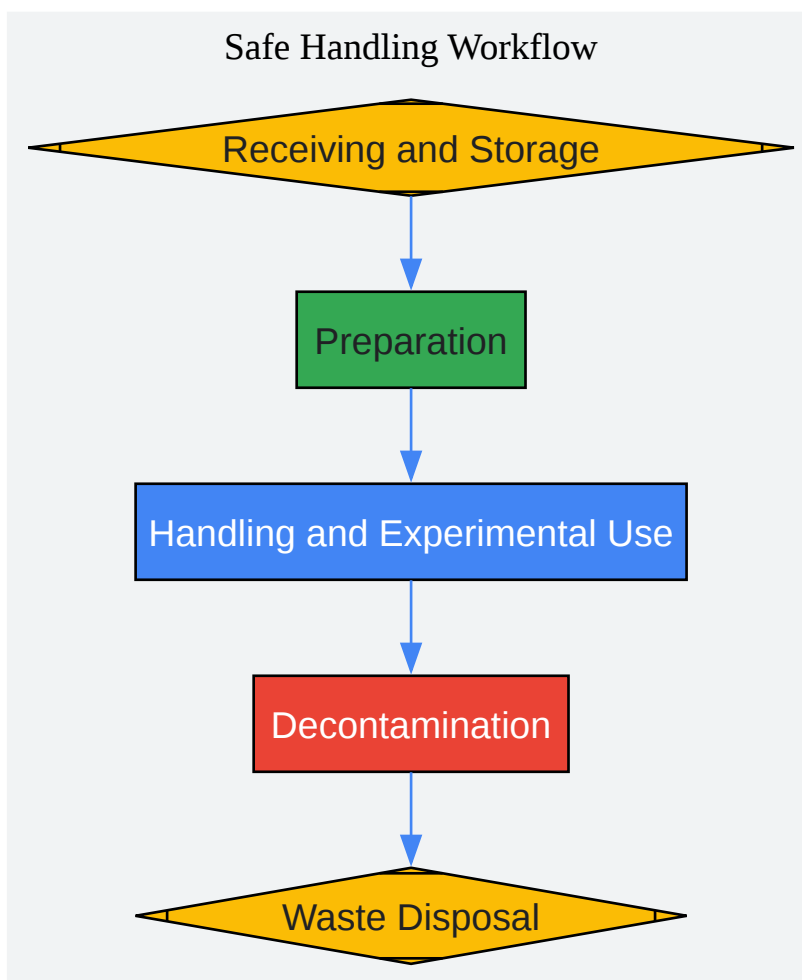 Safe Handling Workflow
Receiving and Storage
Preparation
Handling and Experimental Use
Decontamination
Waste Disposal